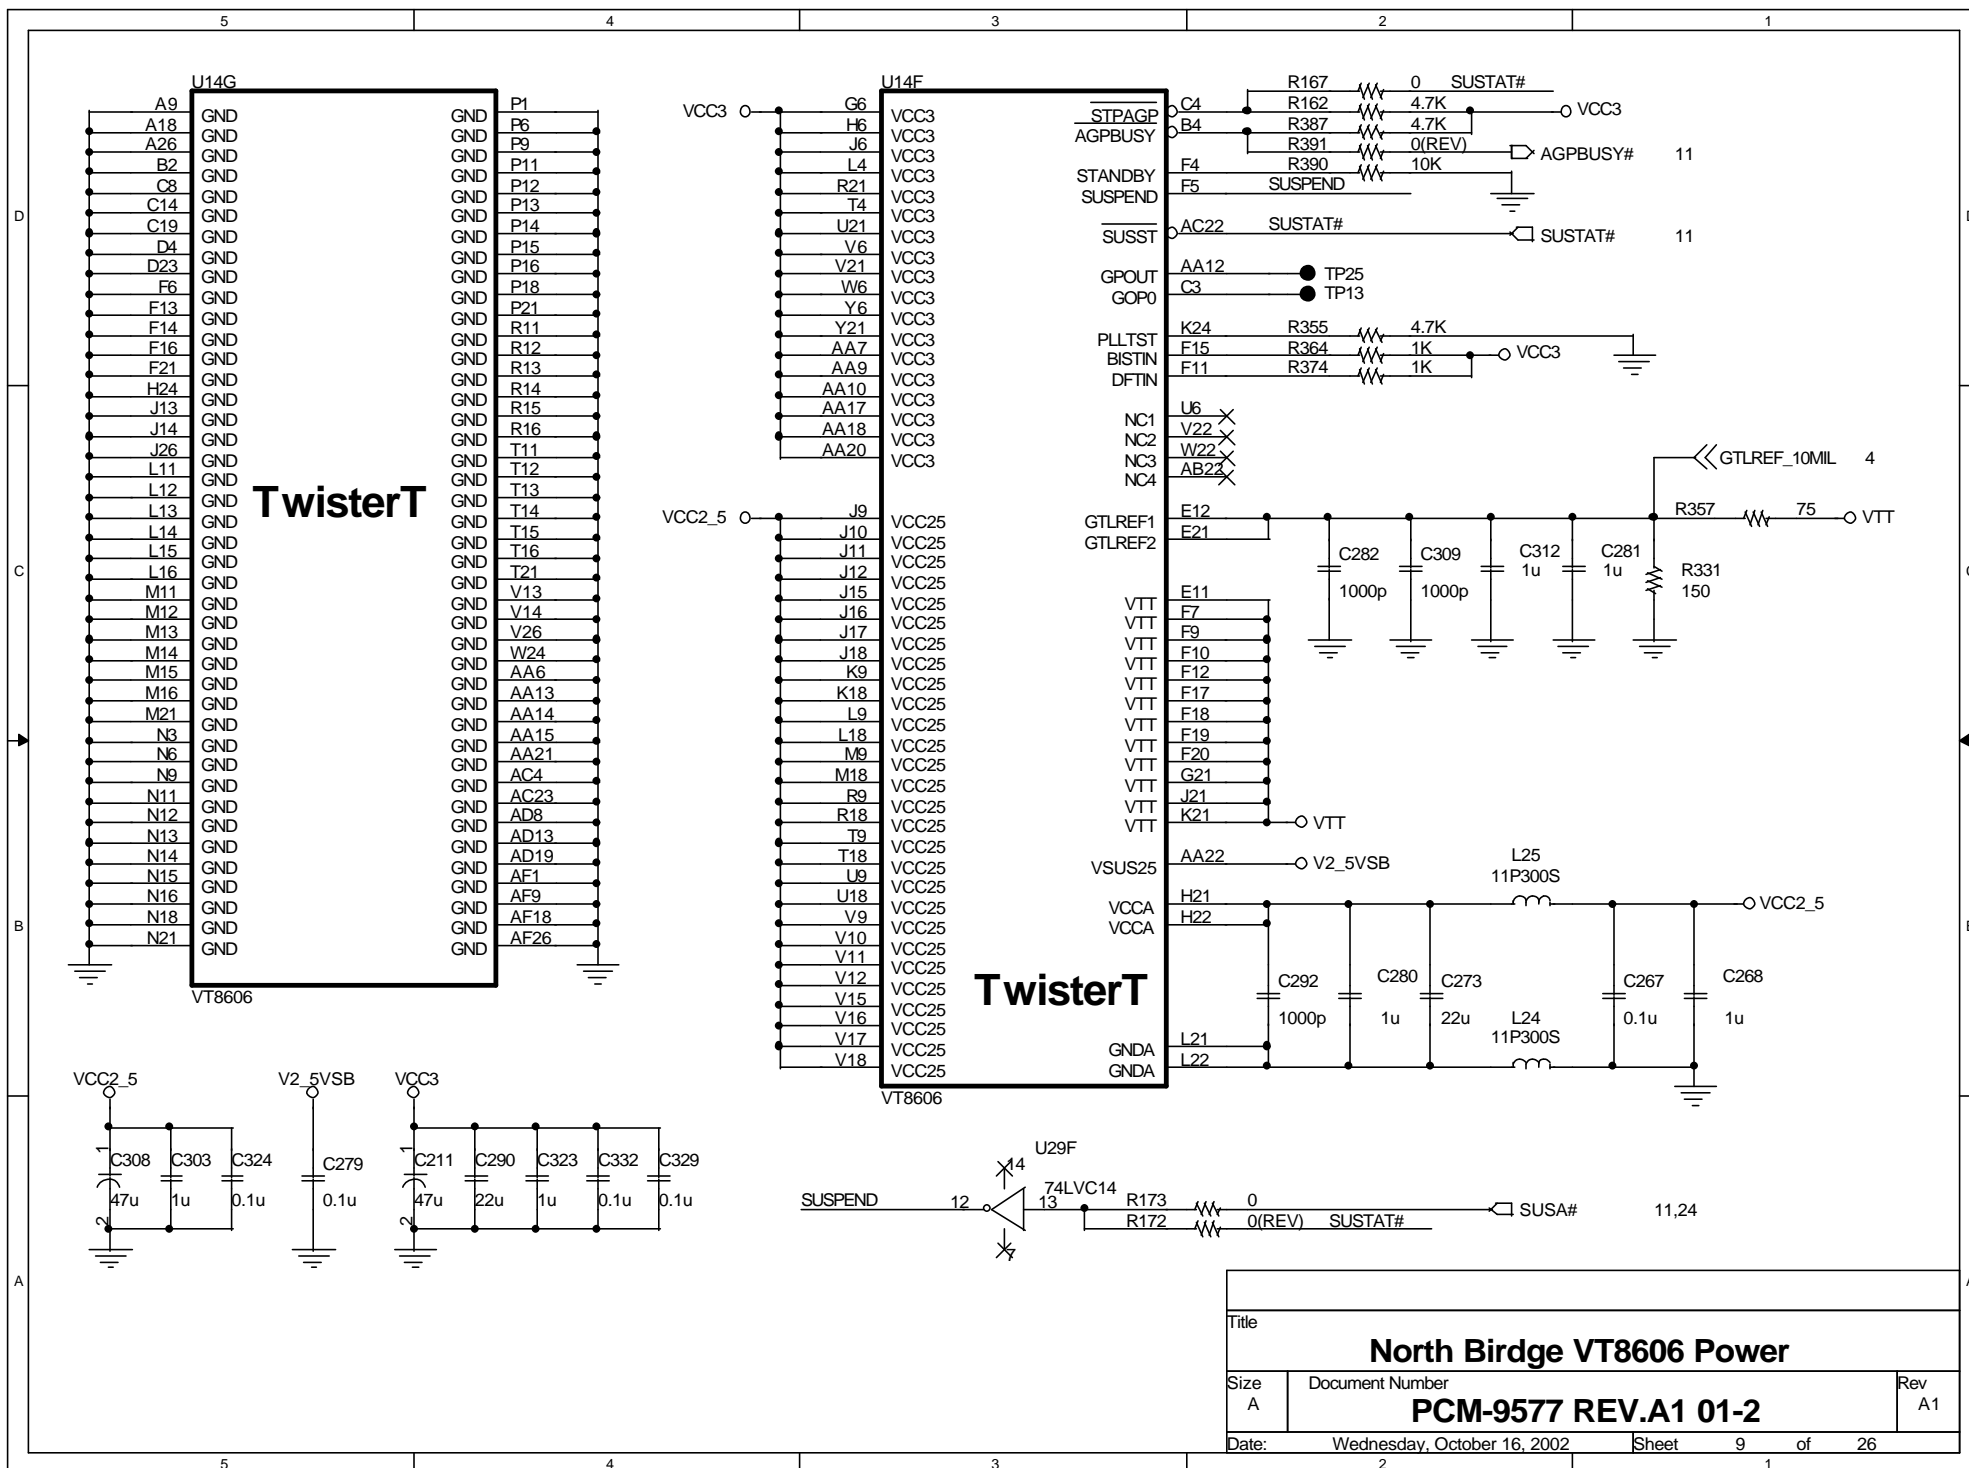 5 4 3 2 1
U14G
A9 GND GND P1
A18 GND GND P6
A26 GND GND P9
B2 GND GND P11
C8 GND GND P12
C14 GND GND P13
C19 GND GND P14
D4 GND GND P15
D23 GND GND P16
F6 GND GND P18
F13 GND GND P21
F14 GND GND R11
F16 GND GND R12
F21 GND GND R13
H24 GND GND R14
J13 GND GND R15
J14 GND GND R16
J26 GND GND T11
L11 GND GND T12
L12 GND GND T13
L13 GND GND T14
L14 GND GND T15
L15 GND GND T16
L16 GND GND T21
M11 GND GND V13
M12 GND GND V14
M13 GND GND V26
M14 GND GND W24
M15 GND GND AA6
M16 GND GND AA13
M21 GND GND AA14
N3 GND GND AA15
N6 GND GND AA21
N9 GND GND AC4
N11 GND GND AC23
N12 GND GND AD8
N13 GND GND AD13
N14 GND GND AD19
N15 GND GND AF1
N16 GND GND AF9
N18 GND GND AF18
N21 GND GND AF26
TwisterT
VT8606
U14F
VCC3
G6 VCC3
H6 VCC3
J6 VCC3
L4 VCC3
R21 VCC3
T4 VCC3
U21 VCC3
V6 VCC3
V21 VCC3
W6 VCC3
Y6 VCC3
Y21 VCC3
AA7 VCC3
AA9 VCC3
AA10 VCC3
AA17 VCC3
AA18 VCC3
AA20 VCC3
VCC2_5
J9 VCC25
J10 VCC25
J11 VCC25
J12 VCC25
J15 VCC25
J16 VCC25
J17 VCC25
J18 VCC25
K9 VCC25
K18 VCC25
L9 VCC25
L18 VCC25
M9 VCC25
M18 VCC25
R9 VCC25
R18 VCC25
T9 VCC25
T18 VCC25
U9 VCC25
U18 VCC25
V9 VCC25
V10 VCC25
V11 VCC25
V12 VCC25
V15 VCC25
V16 VCC25
V17 VCC25
V18 VCC25
TwisterT
VT8606
R167 0 SUSTAT#
STPAGP C4 R162 4.7K VCC3
AGPBUSY B4 R387 4.7K
R391 0(REV) AGPBUSY# 11
STANDBY F4 R390 10K
SUSPEND F5 SUSPEND
SUSST AC22 SUSTAT# SUSTAT# 11
GPOUT AA12 TP25
GOP0 C3 TP13
PLLTST K24 R355 4.7K
BISTIN F15 R364 1K VCC3
DFTIN F11 R374 1K
NC1 U6
NC2 V22
NC3 W22
NC4 AB22
GTLREF_10MIL 4
GTLREF1 E12 R357 75 VTT
GTLREF2 E21
C282 1000p
C309 1000p
C312 1u
C281 1u
R331 150
VTT E11
VTT F7
VTT F9
VTT F10
VTT F12
VTT F17
VTT F18
VTT F19
VTT F20
VTT G21
VTT J21
VTT K21 VTT
VSUS25 AA22 V2_5VSB
L25
11P300S
VCCA H21 VCC2_5
VCCA H22
C292 1000p
C280 1u
C273 22u
C267 0.1u
C268 1u
L24
11P300S
GNDA L21
GNDA L22
VCC2_5 V2_5VSB VCC3
1 2 C308 47u
C303 1u
C324 0.1u
C279 0.1u
1 2 C211 47u
C290 22u
C323 1u
C332 0.1u
C329 0.1u
U29F
14
74LVC14
SUSPEND 12 13 R173 0 SUSA# 11,24
R172 0(REV) SUSTAT#
7
D C B A
Title
North Birdge VT8606 Power
Size Document Number Rev
A PCM-9577 REV.A1 01-2 A1
Date: Wednesday, October 16, 2002 Sheet 9 of 26
5 4 3 2 1